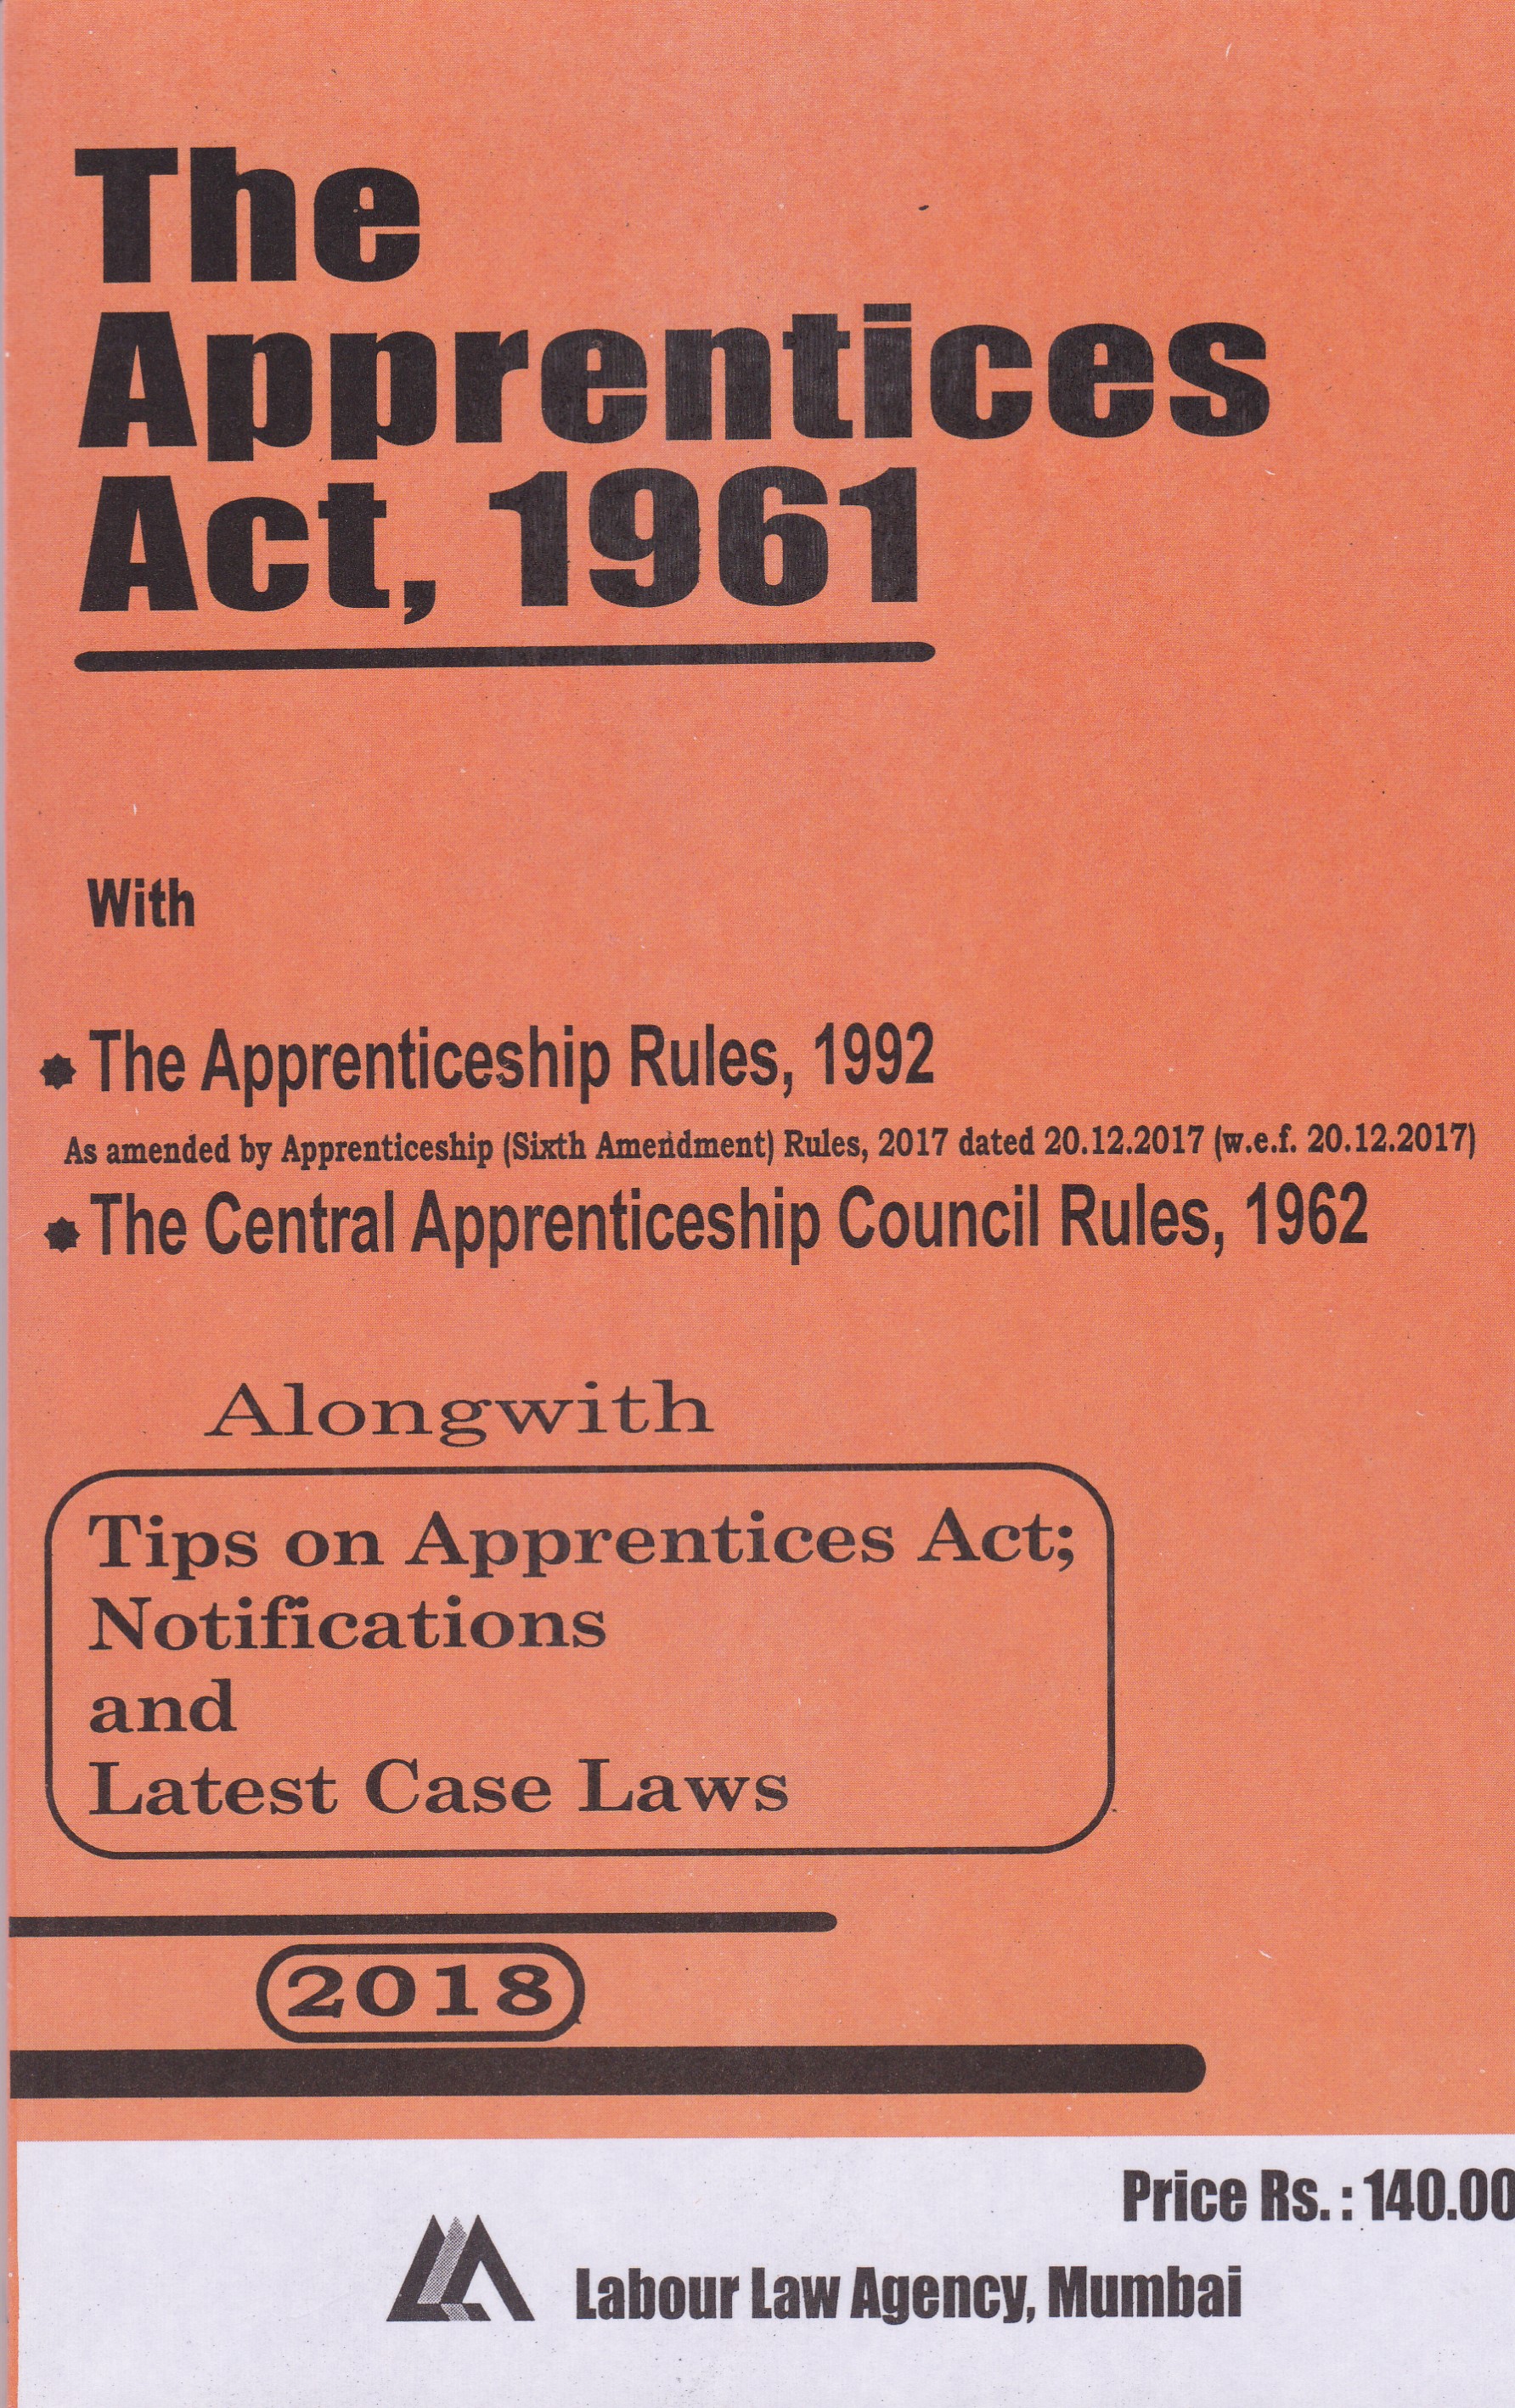 The
Apprentices
Act, 1961
With
The Apprenticeship Rules, 1992
As amended by Apprenticeship (Sixth Amendment) Rules, 2017 dated 20.12.2017 (w.e.f. 20.12.2017)
The Central Apprenticeship Council Rules, 1962
Alongwith
Tips on Apprentices Act;
Notifications
and
Latest Case Laws
2018
Price Rs. : 140.00
Labour Law Agency, Mumbai